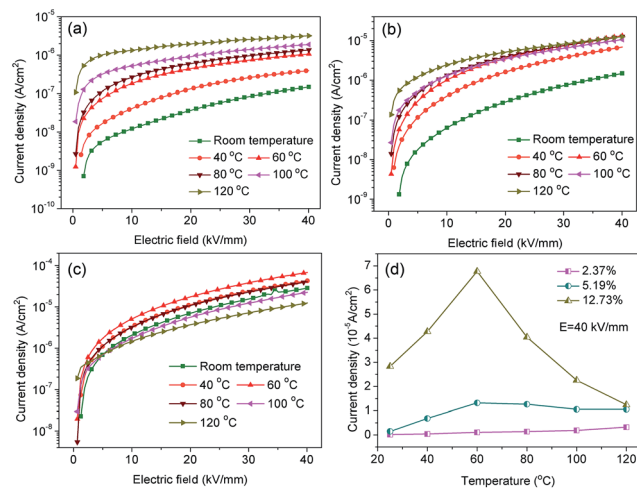 (a)
Current density (A/cm²)
10⁻⁵
10⁻⁶
10⁻⁷
10⁻⁸
10⁻⁹
10⁻¹⁰
Room temperature
40 °C
60 °C
80 °C
100 °C
120 °C
0
10
20
30
40
Electric field (kV/mm)
(b)
Current density (A/cm²)
10⁻⁵
10⁻⁶
10⁻⁷
10⁻⁸
10⁻⁹
Room temperature
40 °C
60 °C
80 °C
100 °C
120 °C
0
10
20
30
40
Electric field (kV/mm)
(c)
Current density (A/cm²)
10⁻⁴
10⁻⁵
10⁻⁶
10⁻⁷
10⁻⁸
Room temperature
40 °C
60 °C
80 °C
100 °C
120 °C
0
10
20
30
40
Electric field (kV/mm)
(d)
Current density (10⁻⁵A/cm²)
7
6
5
4
3
2
1
0
2.37%
5.19%
12.73%
E=40 kV/mm
20
40
60
80
100
120
Temperature (°C)